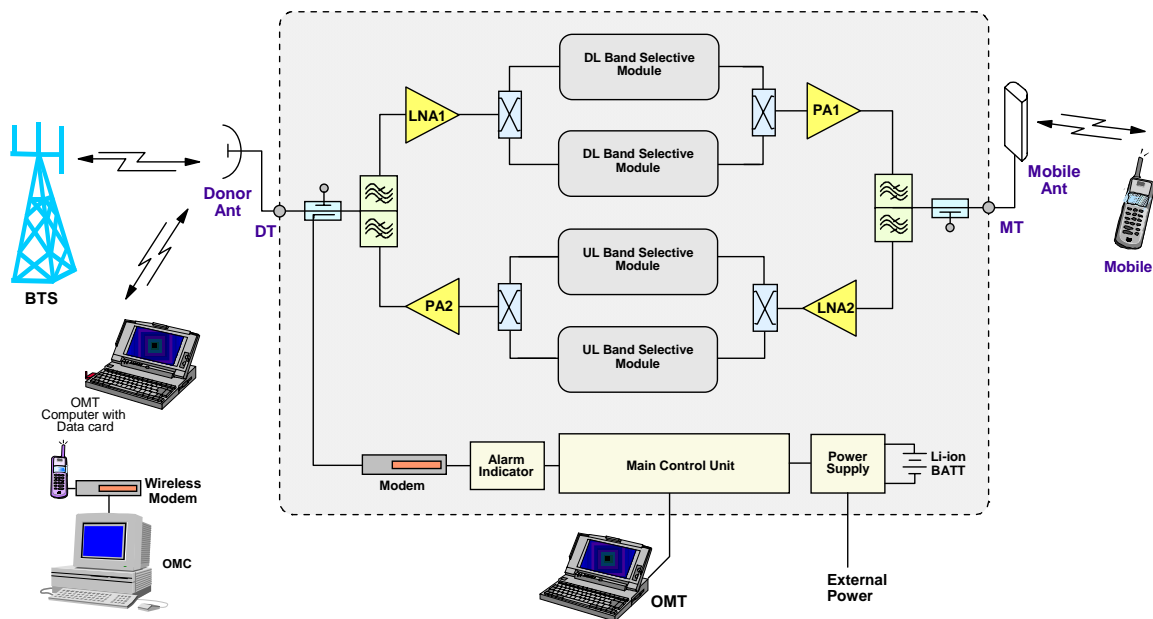 DL Band Selective
Module
LNA1
PA1
DL Band Selective
Module
Donor
Ant
DT
BTS
Mobile
Ant
MT
Mobile
UL Band Selective
Module
PA2
LNA2
UL Band Selective
Module
OMT
Computer with
Data card
Wireless
Modem
OMC
Modem
Alarm
Indicator
Main Control Unit
Power
Supply
Li-ion
BATT
OMT
External
Power